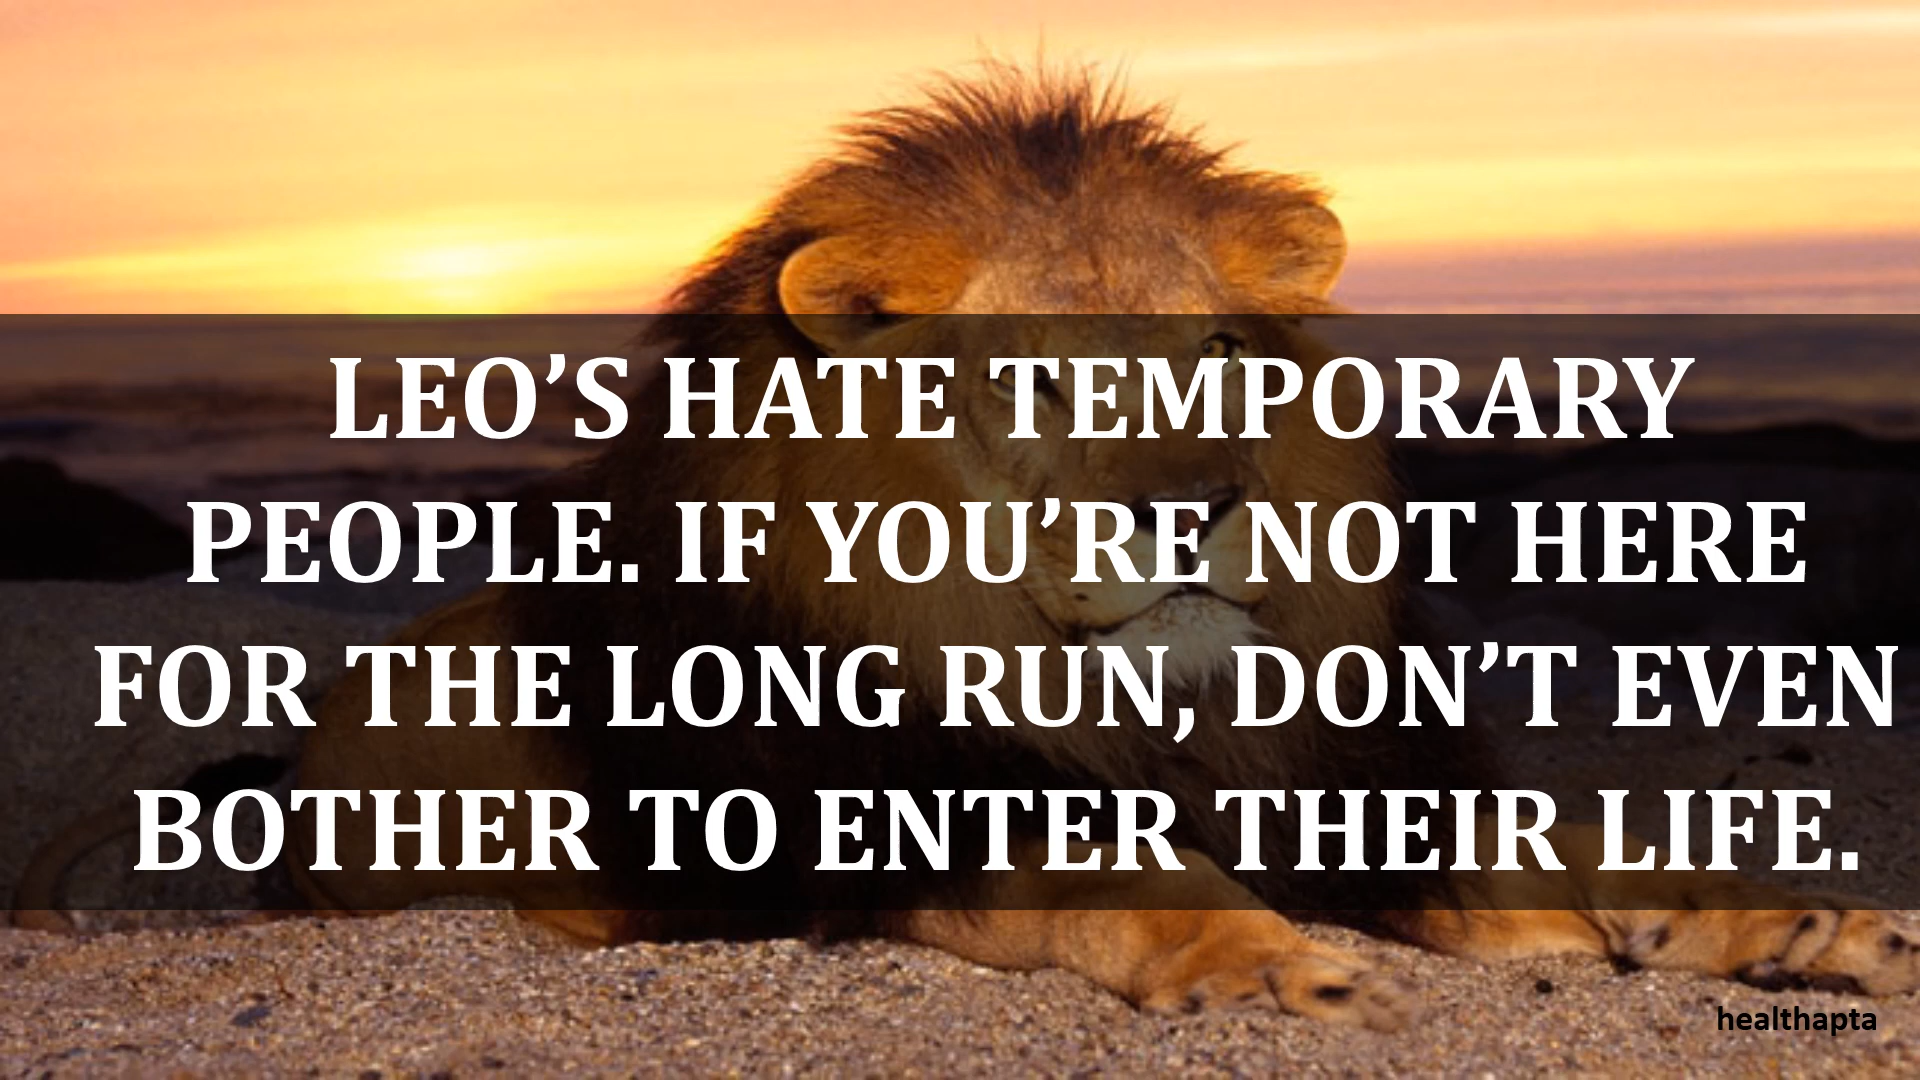 LEO’S HATE TEMPORARY
PEOPLE. IF YOU’RE NOT HERE
FOR THE LONG RUN, DON’T EVEN
BOTHER TO ENTER THEIR LIFE.
healthapta